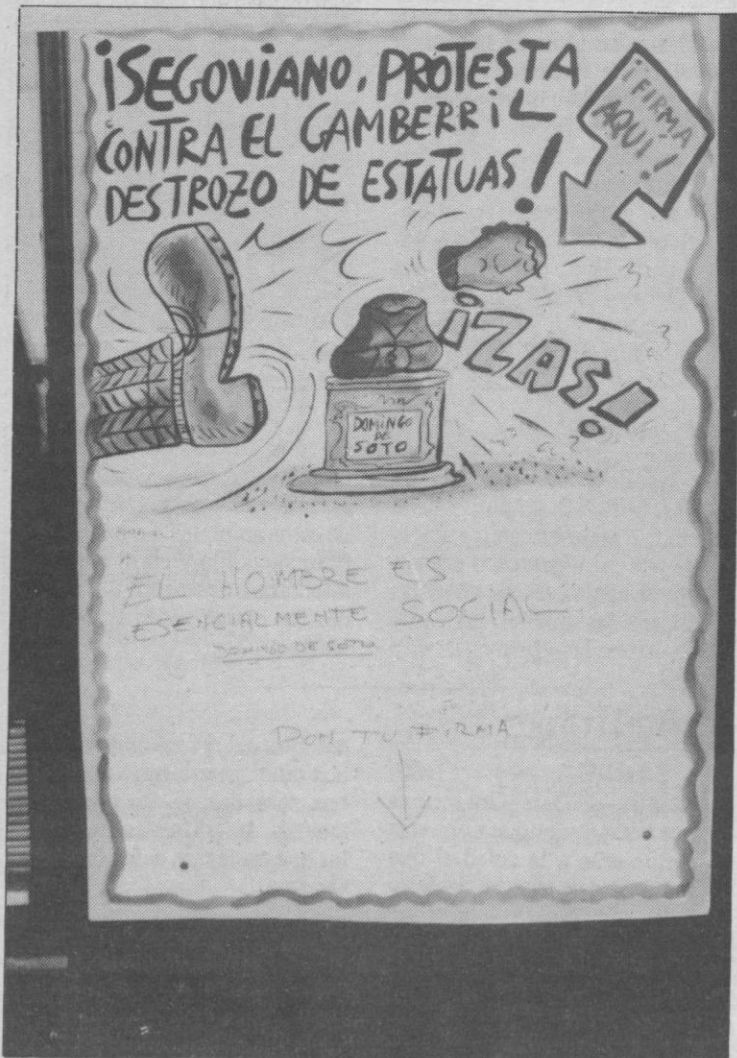 ¡SEGOVIANO, PROTESTA
CONTRA EL GAMBERRIL
DESTROZO DE ESTATUAS!
¡FIRMA
AQUÍ!
¡ZAS!
DOMINGO
DE
SOTO
EL HOMBRE ES
ESENCIALMENTE SOCIAL
DOMINGO DE SOTO
PON TU FIRMA